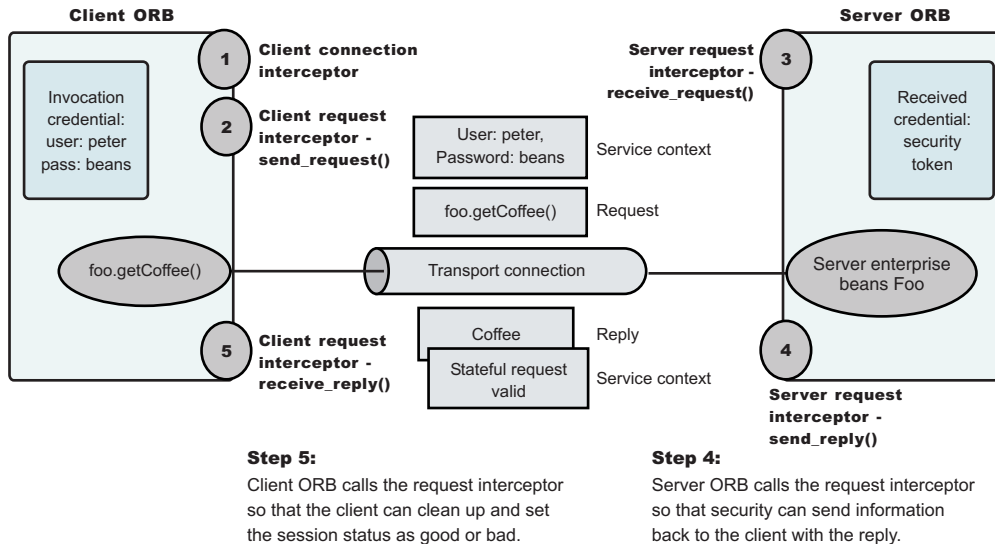 Client ORB
Server ORB
1
Client connection
interceptor
Invocation
credential:
user: peter
pass: beans
2
Client request
interceptor -
send_request()
User: peter,
Password: beans
Service context
foo.getCoffee()
Request
Server request
interceptor -
receive_request()
3
Received
credential:
security
token
foo.getCoffee()
Transport connection
Server enterprise
beans Foo
5
Client request
interceptor -
receive_reply()
Coffee
Reply
Stateful request
valid
Service context
4
Server request
interceptor -
send_reply()
Step 5:
Client ORB calls the request interceptor
so that the client can clean up and set
the session status as good or bad.
Step 4:
Server ORB calls the request interceptor
so that security can send information
back to the client with the reply.